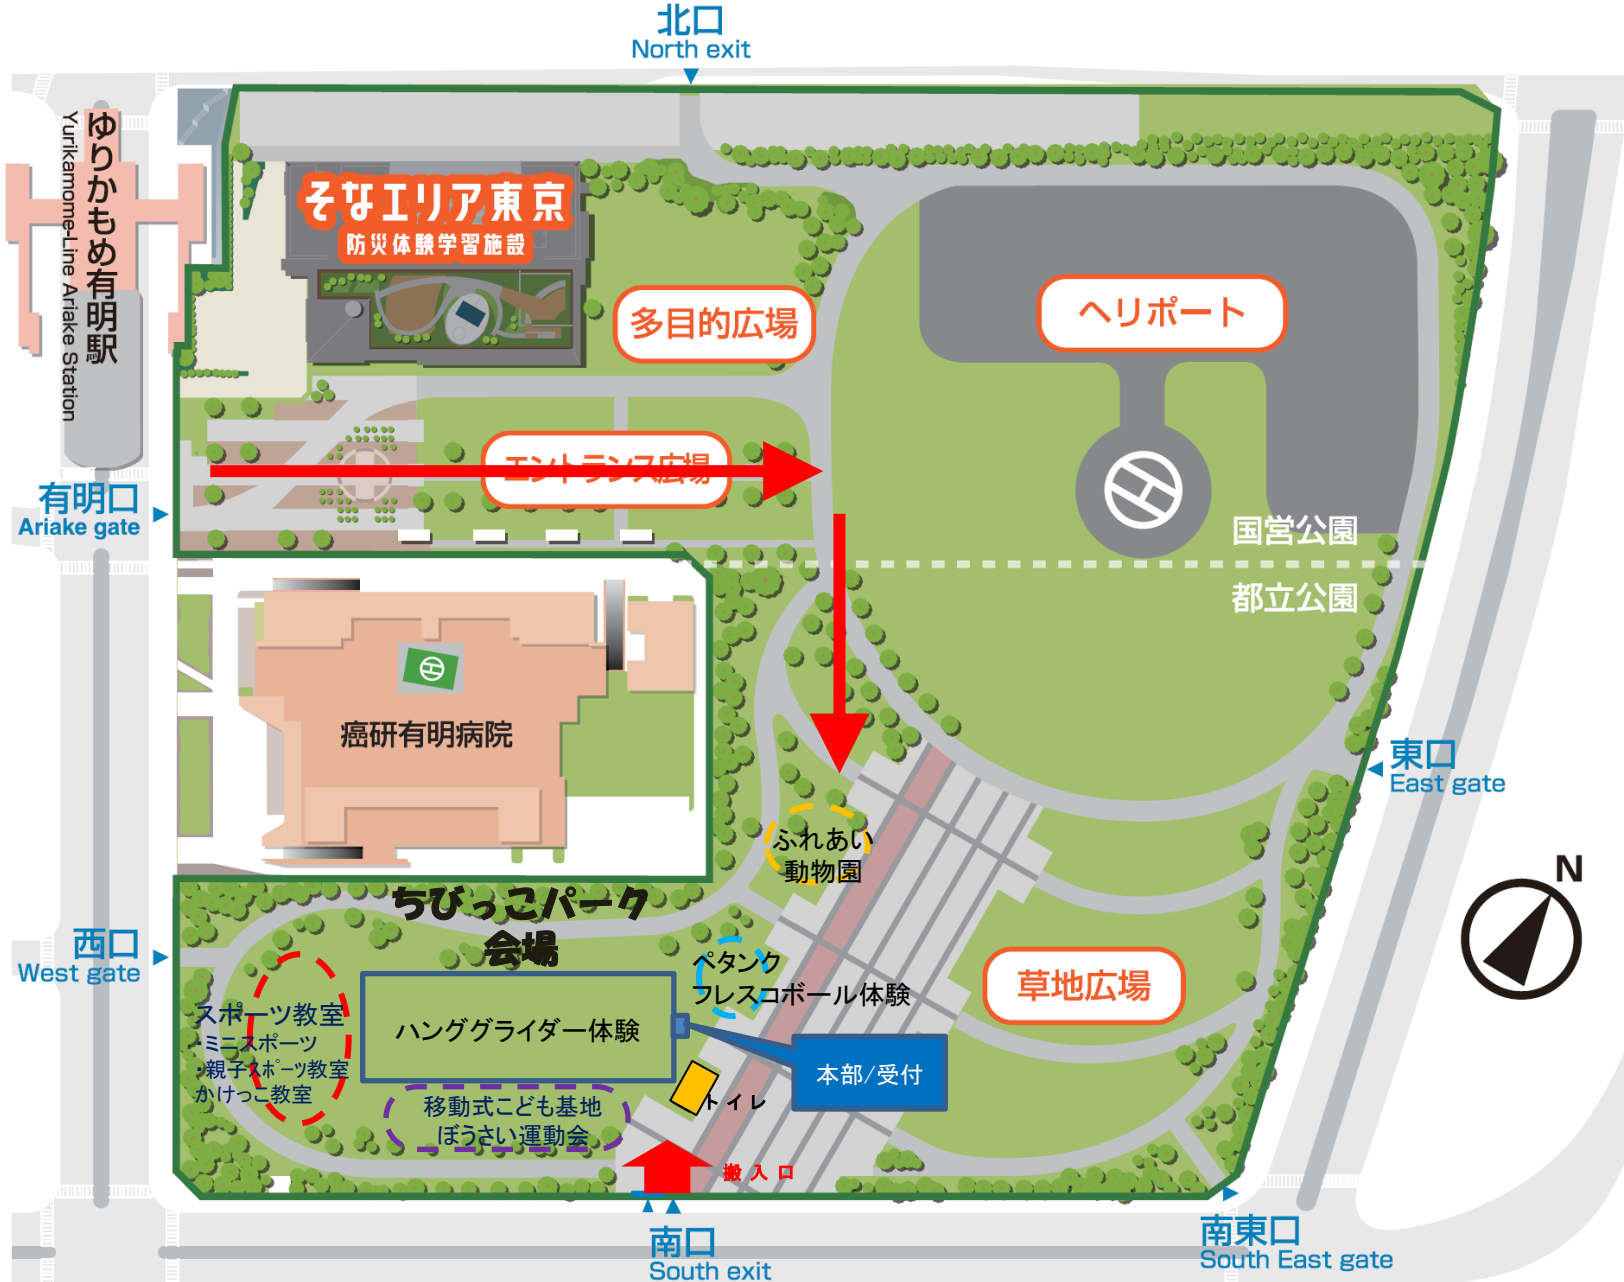 北口
North exit
ゆりかもめ有明駅
Yurikamome-Line Ariake Station
そなエリア東京
防災体験学習施設
多目的広場
ヘリポート
エントランス広場
有明口
Ariake gate
国営公園
都立公園
癌研有明病院
東口
East gate
ふれあい
動物園
N
ちびっこパーク
会場
西口
West gate
ペタンク
フレスコボール体験
草地広場
スポーツ教室
・ミニスポーツ
・親子スポーツ教室
かけっこ教室
ハンググライダー体験
本部/受付
移動式こども基地
ぼうさい運動会
トイレ
搬入口
南口
South exit
南東口
South East gate